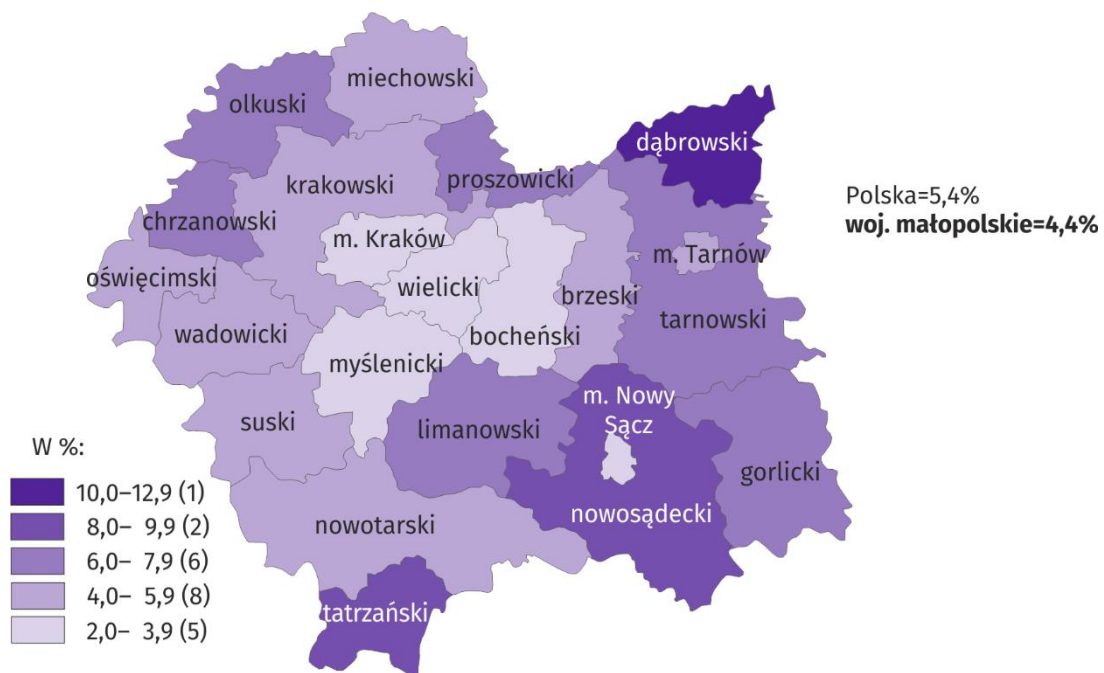 miechowski
olkuski
dąbrowski
krakowski
proszowicki
Polska=5,4%
chrzanowski
woj. małopolskie=4,4%
m. Kraków
m. Tarnów
oświęcimski
wielicki
brzeski
wadowicki
bocheński
tarnowski
myślenicki
m. Nowy
Sącz
suski
limanowski
gorlicki
nowosądecki
nowotarski
tatrzański
W %:
10,0– 12,9 (1)
8,0– 9,9 (2)
6,0– 7,9 (6)
4,0– 5,9 (8)
2,0– 3,9 (5)